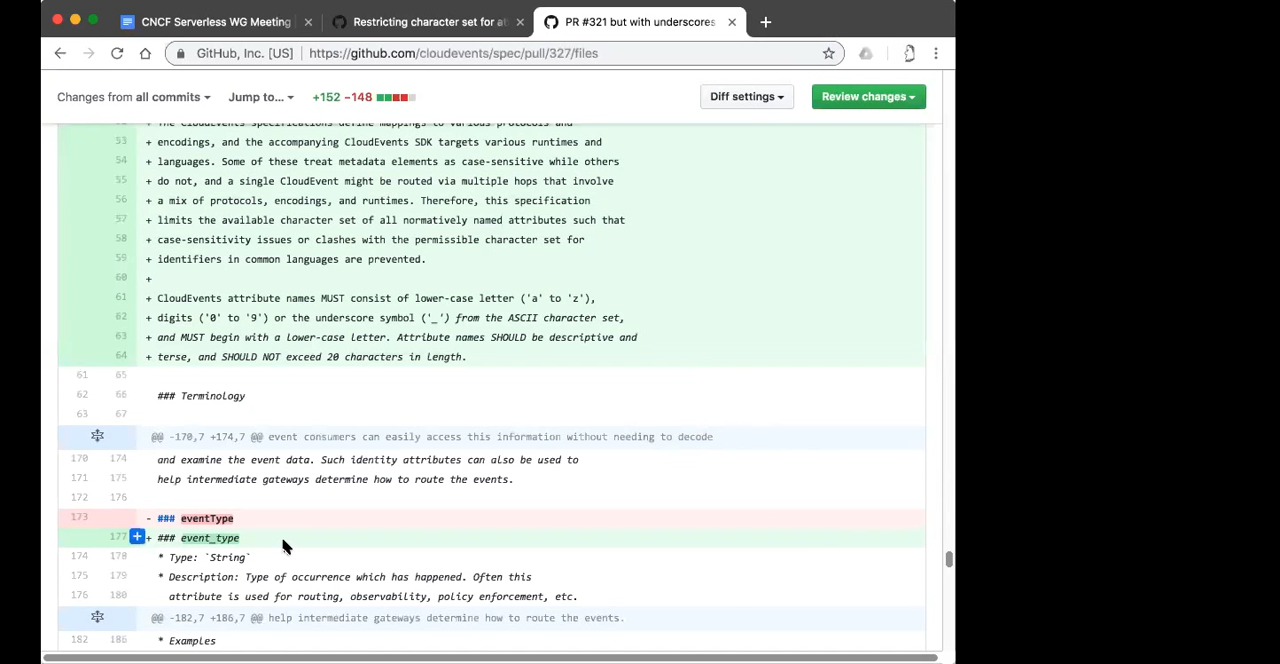 CNCF Serverless WG Meeting
Restricting character set for at
PR #321 but with underscores
GitHub, Inc. [US] https://github.com/cloudevents/spec/pull/327/files
Changes from all commits Jump to... +152 −148 Diff settings Review changes
+ The CloudEvents specifications define mappings to various protocols and
53 + encodings, and the accompanying CloudEvents SDK targets various runtimes and
54 + languages. Some of these treat metadata elements as case-sensitive while others
55 + do not, and a single CloudEvent might be routed via multiple hops that involve
56 + a mix of protocols, encodings, and runtimes. Therefore, this specification
57 + limits the available character set of all normatively named attributes such that
58 + case-sensitivity issues or clashes with the permissible character set for
59 + identifiers in common languages are prevented.
60 +
61 + CloudEvents attribute names MUST consist of lower-case letter ('a' to 'z'),
62 + digits ('0' to '9') or the underscore symbol ('_') from the ASCII character set,
63 + and MUST begin with a lower-case letter. Attribute names SHOULD be descriptive and
64 + terse, and SHOULD NOT exceed 20 characters in length.
61 65
62 66 ### Terminology
63 67
@@ -170,7 +174,7 @@ event consumers can easily access this information without needing to decode
170 174 and examine the event data. Such identity attributes can also be used to
171 175 help intermediate gateways determine how to route the events.
172 176
173 - ### eventType
177 + ### event_type
174 178 * Type: `String`
175 179 * Description: Type of occurrence which has happened. Often this
176 180 attribute is used for routing, observability, policy enforcement, etc.
@@ -182,7 +186,7 @@ help intermediate gateways determine how to route the events.
182 186 * Examples